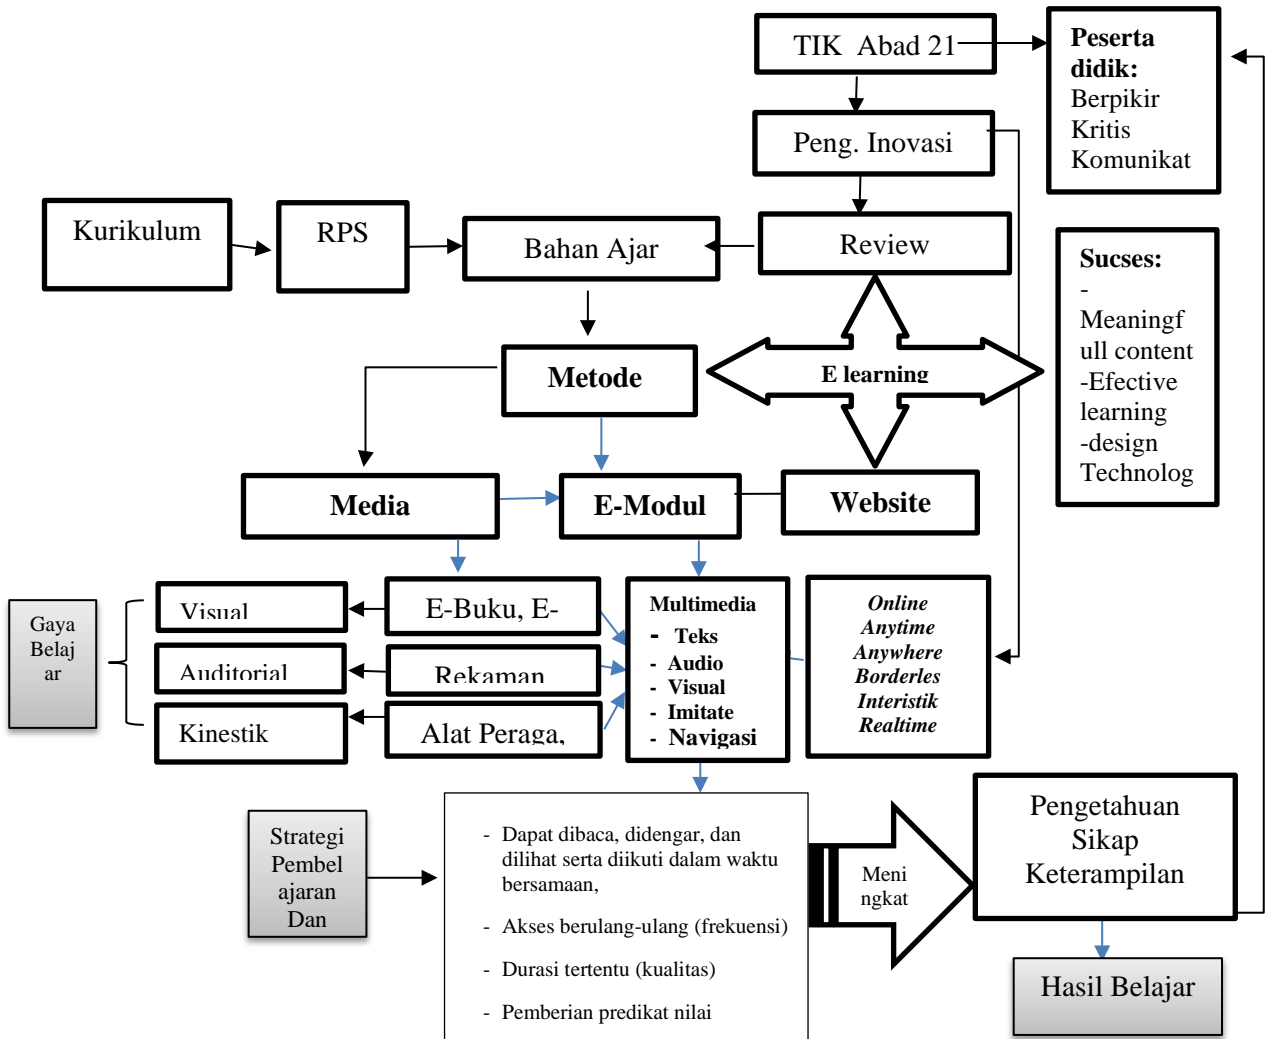 TIK Abad 21
Peserta
didik:
Berpikir
Kritis
Komunikat
Peng. Inovasi
Kurikulum
RPS
Bahan Ajar
Review
Sucses:
-
Meaningf
ull content
-Efective
learning
-design
Technolog
Metode
E learning
Media
E-Modul
Website
Gaya
Belaj
ar
Visual
Auditorial
Kinestik
E-Buku, E-
Rekaman
Alat Peraga,
Multimedia
- Teks
- Audio
- Visual
- Imitate
- Navigasi
Online
Anytime
Anywhere
Borderles
Interistik
Realtime
Strategi
Pembel
ajaran
Dan
- Dapat dibaca, didengar, dan
dilihat serta diikuti dalam waktu
bersamaan,
- Akses berulang-ulang (frekuensi)
- Durasi tertentu (kualitas)
- Pemberian predikat nilai
Meni
ngkat
Pengetahuan
Sikap
Keterampilan
Hasil Belajar